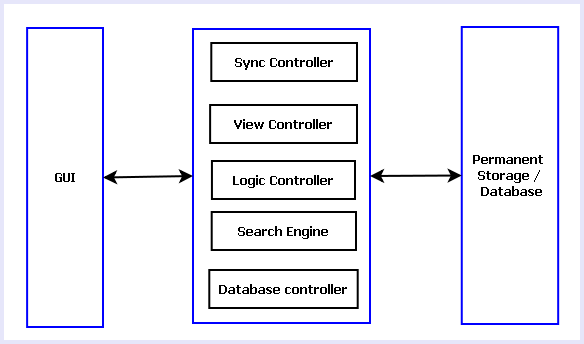 GUI
Sync Controller
View Controller
Logic Controller
Search Engine
Database controller
Permanent
Storage /
Database